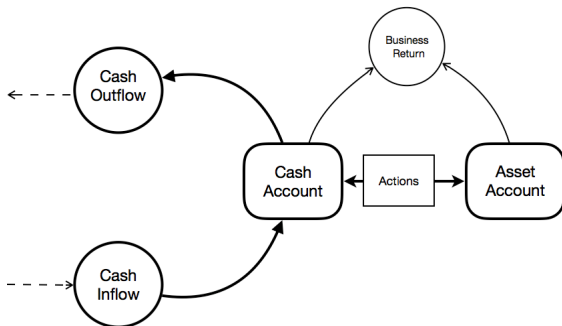 Business
Return
Cash
Outflow
Cash
Account
Actions
Asset
Account
Cash
Inflow